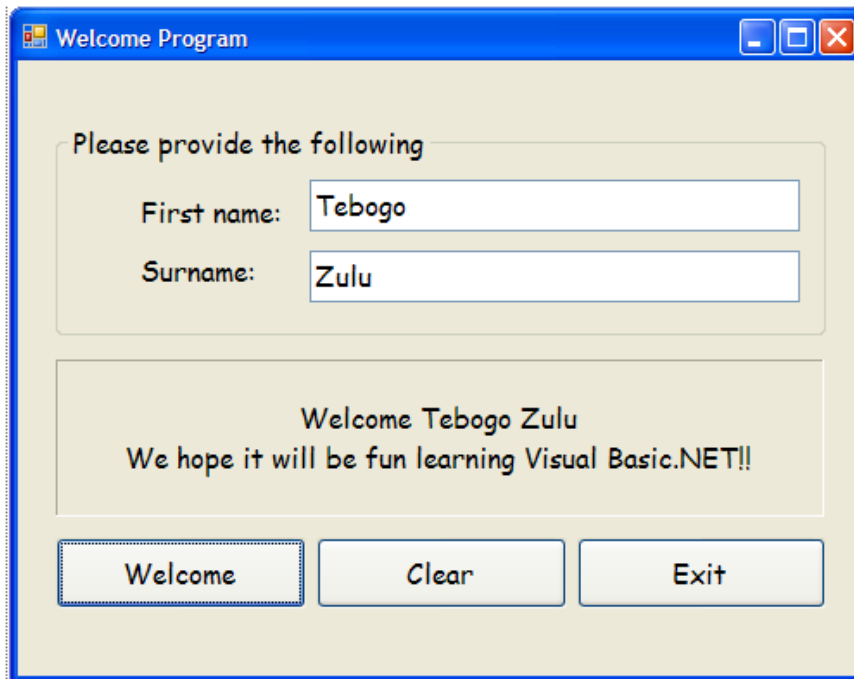 Welcome Program
Please provide the following
First name: Tebogo
Surname: Zulu
Welcome Tebogo Zulu
We hope it will be fun learning Visual Basic.NET!!
Welcome Clear Exit